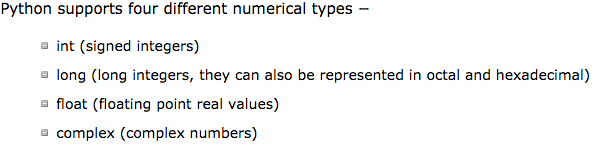 Python supports four different numerical types −
int (signed integers)
long (long integers, they can also be represented in octal and hexadecimal)
float (floating point real values)
complex (complex numbers)